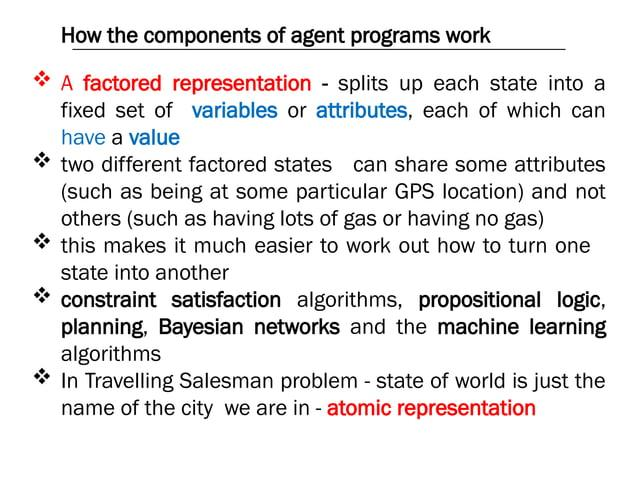 How the components of agent programs work
❖ A factored representation - splits up each state into a
fixed set of variables or attributes, each of which can
have a value
❖ two different factored states can share some attributes
(such as being at some particular GPS location) and not
others (such as having lots of gas or having no gas)
❖ this makes it much easier to work out how to turn one
state into another
❖ constraint satisfaction algorithms, propositional logic,
planning, Bayesian networks and the machine learning
algorithms
❖ In Travelling Salesman problem - state of world is just the
name of the city we are in - atomic representation